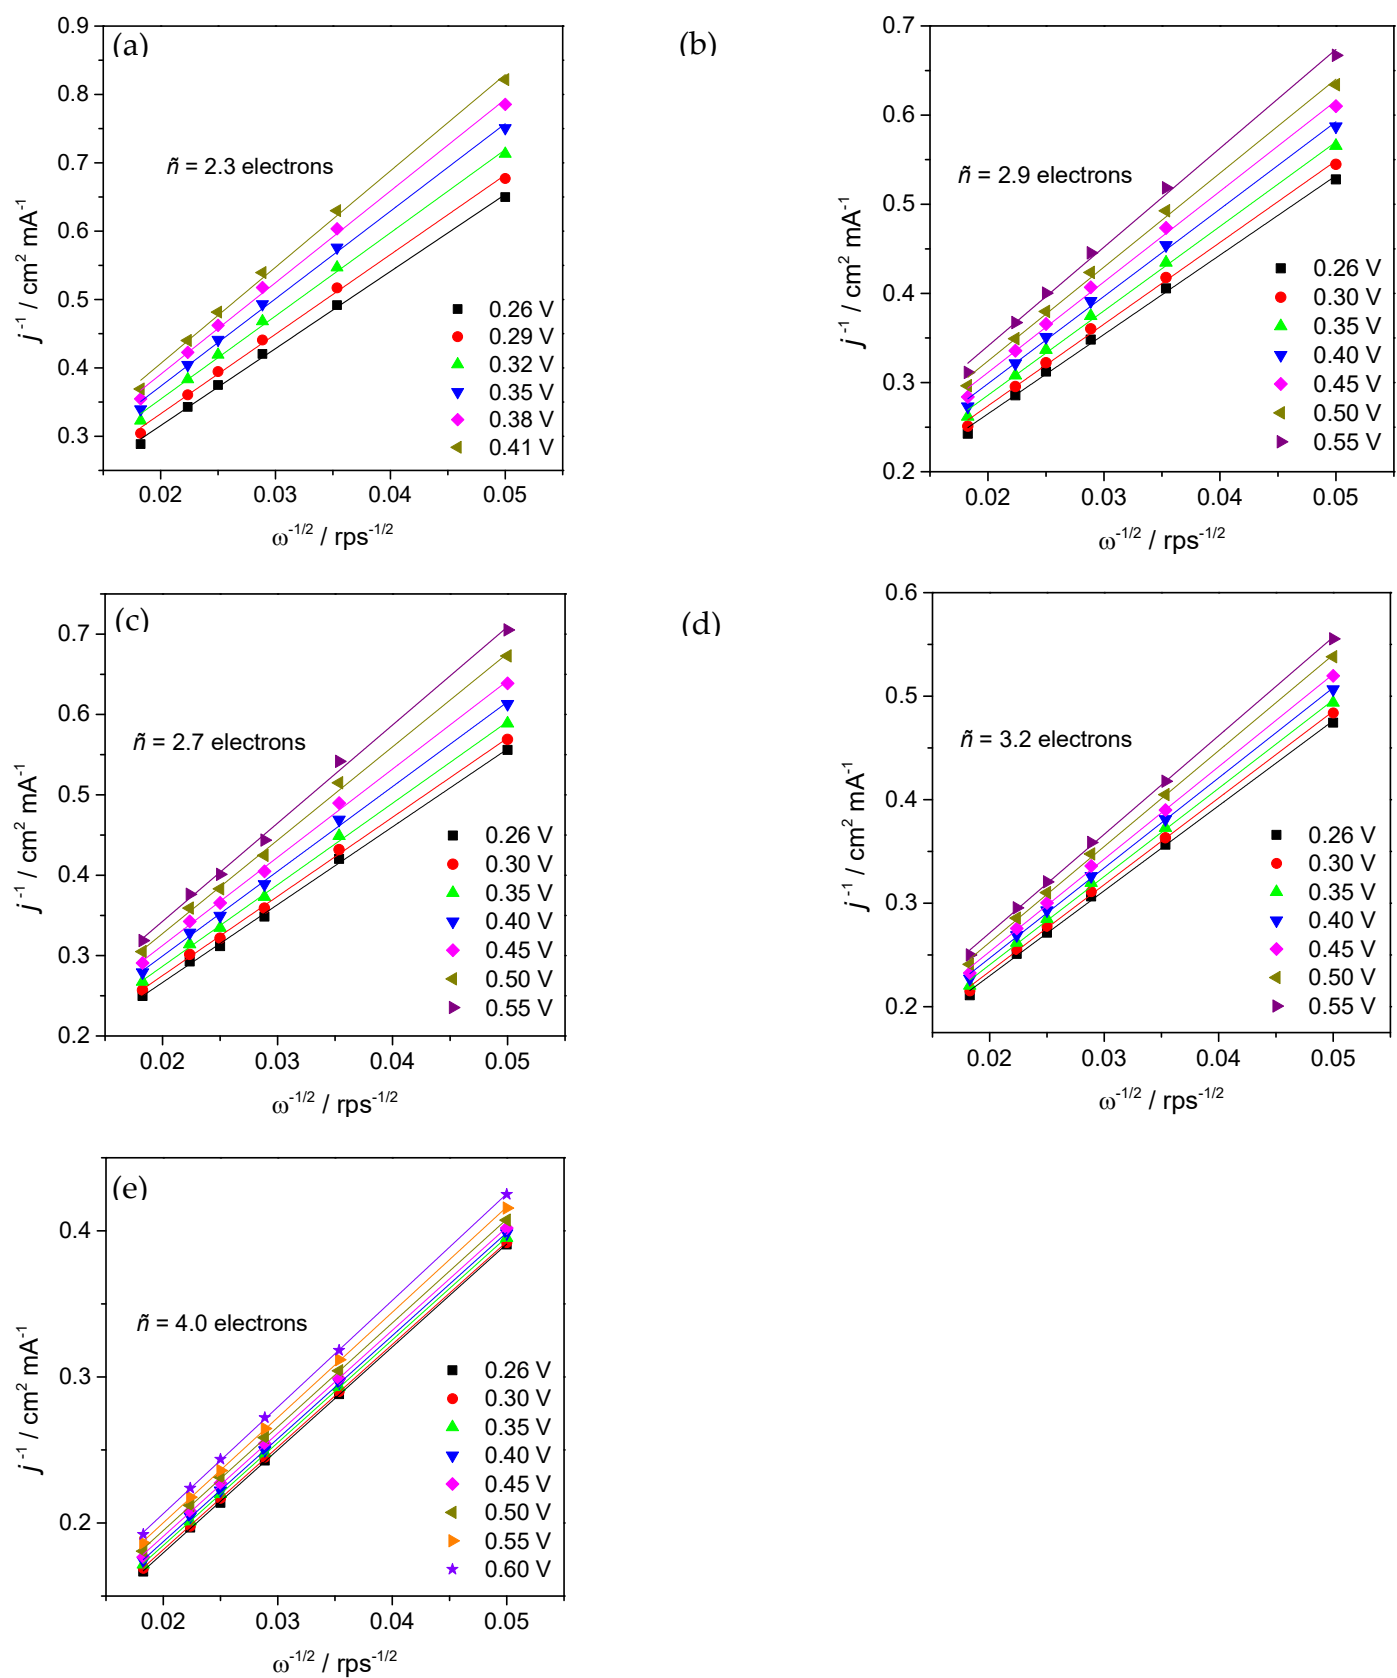 (a)
0.9
0.8
0.7
0.6
0.5
0.4
0.3
j⁻¹ / cm² mA⁻¹
ñ = 2.3 electrons
0.26 V
0.29 V
0.32 V
0.35 V
0.38 V
0.41 V
0.02 0.03 0.04 0.05
ω⁻¹/² / rps⁻¹/²
(b)
0.7
0.6
0.5
0.4
0.3
0.2
j⁻¹ / cm² mA⁻¹
ñ = 2.9 electrons
0.26 V
0.30 V
0.35 V
0.40 V
0.45 V
0.50 V
0.55 V
0.02 0.03 0.04 0.05
ω⁻¹/² / rps⁻¹/²
(c)
0.7
0.6
0.5
0.4
0.3
0.2
j⁻¹ / cm² mA⁻¹
ñ = 2.7 electrons
0.26 V
0.30 V
0.35 V
0.40 V
0.45 V
0.50 V
0.55 V
0.02 0.03 0.04 0.05
ω⁻¹/² / rps⁻¹/²
(d)
0.6
0.5
0.4
0.3
0.2
j⁻¹ / cm² mA⁻¹
ñ = 3.2 electrons
0.26 V
0.30 V
0.35 V
0.40 V
0.45 V
0.50 V
0.55 V
0.02 0.03 0.04 0.05
ω⁻¹/² / rps⁻¹/²
(e)
0.4
0.3
0.2
j⁻¹ / cm² mA⁻¹
ñ = 4.0 electrons
0.26 V
0.30 V
0.35 V
0.40 V
0.45 V
0.50 V
0.55 V
0.60 V
0.02 0.03 0.04 0.05
ω⁻¹/² / rps⁻¹/²